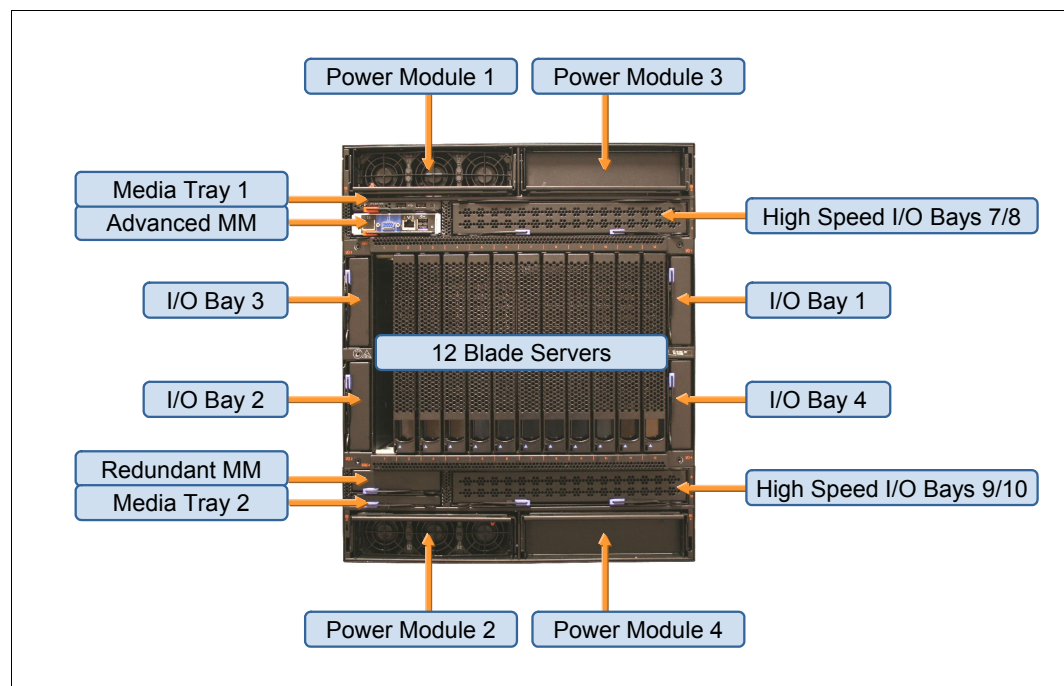 Power Module 1
Power Module 3
Media Tray 1
Advanced MM
High Speed I/O Bays 7/8
I/O Bay 3
I/O Bay 1
12 Blade Servers
I/O Bay 2
I/O Bay 4
Redundant MM
Media Tray 2
High Speed I/O Bays 9/10
Power Module 2
Power Module 4